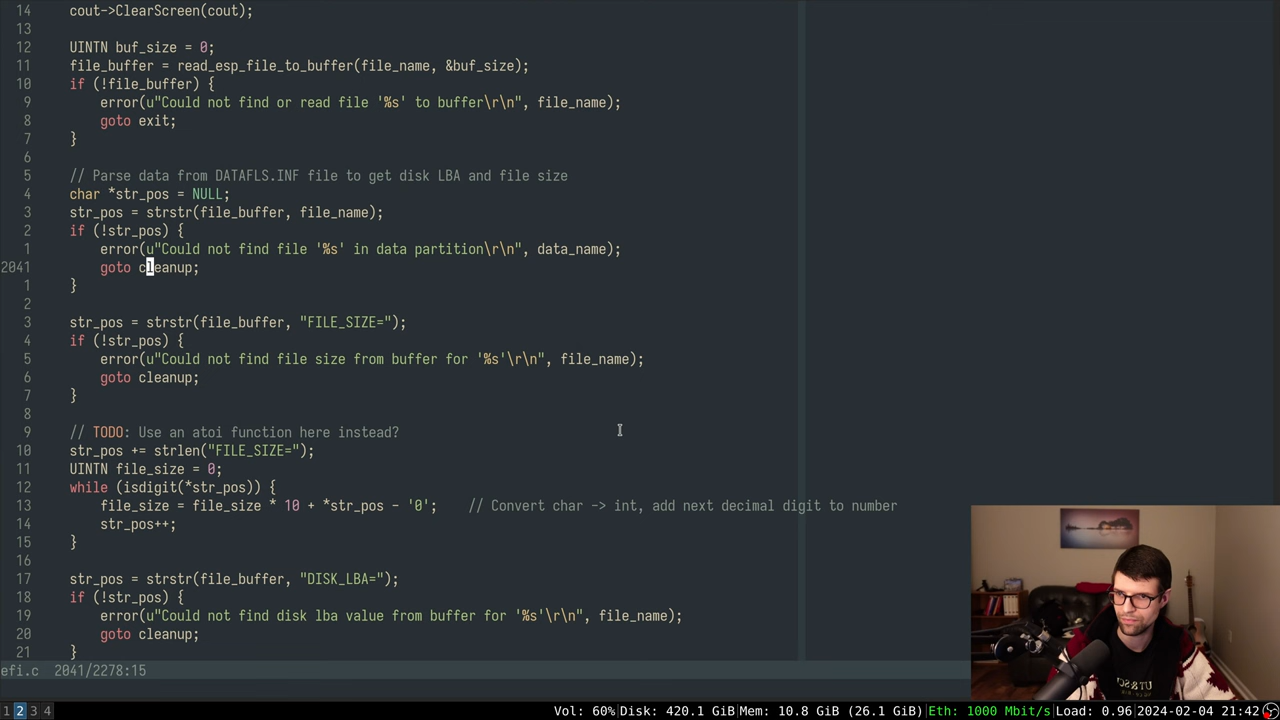 14 cout->ClearScreen(cout);
13
12 UINTN buf_size = 0;
11 file_buffer = read_esp_file_to_buffer(file_name, &buf_size);
10 if (!file_buffer) {
9 error(u"Could not find or read file '%s' to buffer\r\n", file_name);
8 goto exit;
7 }
6
5 // Parse data from DATAFLS.INF file to get disk LBA and file size
4 char *str_pos = NULL;
3 str_pos = strstr(file_buffer, file_name);
2 if (!str_pos) {
1 error(u"Could not find file '%s' in data partition\r\n", data_name);
2041 goto cleanup;
1 }
2
3 str_pos = strstr(file_buffer, "FILE_SIZE=");
4 if (!str_pos) {
5 error(u"Could not find file size from buffer for '%s'\r\n", file_name);
6 goto cleanup;
7 }
8
9 // TODO: Use an atoi function here instead?
10 str_pos += strlen("FILE_SIZE=");
11 UINTN file_size = 0;
12 while (isdigit(*str_pos)) {
13 file_size = file_size * 10 + *str_pos - '0'; // Convert char -> int, add next decimal digit to number
14 str_pos++;
15 }
16
17 str_pos = strstr(file_buffer, "DISK_LBA=");
18 if (!str_pos) {
19 error(u"Could not find disk lba value from buffer for '%s'\r\n", file_name);
20 goto cleanup;
21 }
efi.c 2041/2278:15
1 2 3 4 Vol: 60%|Disk: 420.1 GiB|Mem: 10.8 GiB (26.1 GiB)|Eth: 1000 Mbit/s|Load: 0.96|2024-02-04 21:42